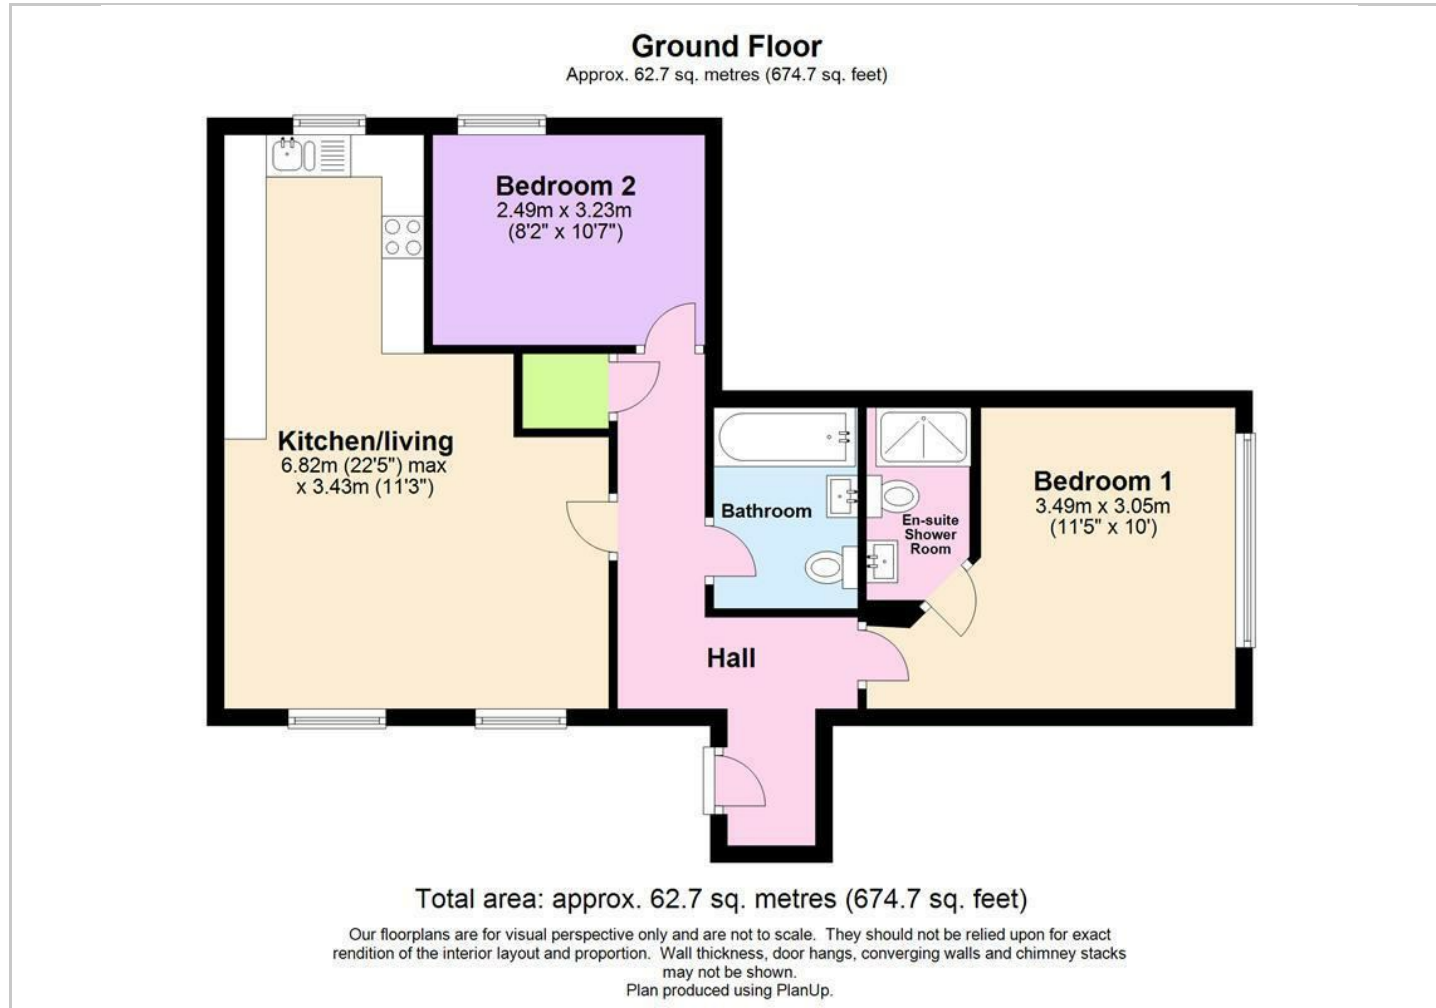 Ground Floor
Approx. 62.7 sq. metres (674.7 sq. feet)
Bedroom 2
2.49m x 3.23m
(8'2" x 10'7")
Kitchen/living
6.82m (22'5") max
x 3.43m (11'3")
Bathroom
En-suite
Shower
Room
Bedroom 1
3.49m x 3.05m
(11'5" x 10')
Hall
Total area: approx. 62.7 sq. metres (674.7 sq. feet)
Our floorplans are for visual perspective only and are not to scale. They should not be relied upon for exact
rendition of the interior layout and proportion. Wall thickness, door hangs, converging walls and chimney stacks
may not be shown.
Plan produced using PlanUp.